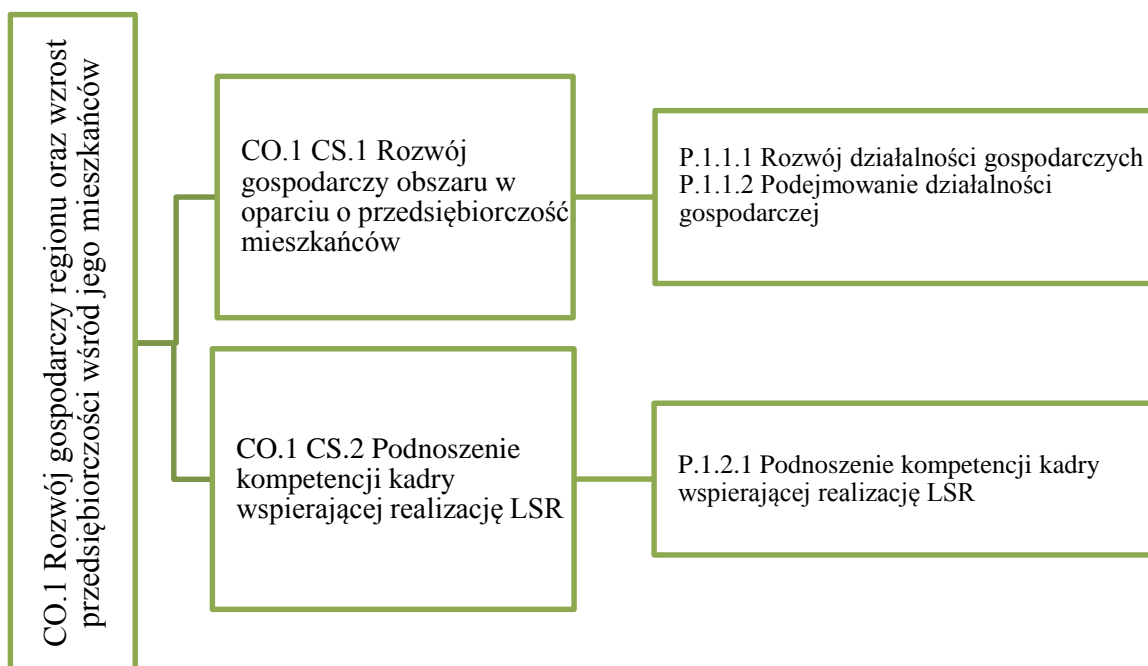 CO.1 Rozwój gospodarczy regionu oraz wzrost
przedsiębiorczości wśród jego mieszkańców
CO.1 CS.1 Rozwój
gospodarczy obszaru w
oparciu o przedsiębiorczość
mieszkańców
P.1.1.1 Rozwój działalności gospodarczych
P.1.1.2 Podejmowanie działalności
gospodarczej
CO.1 CS.2 Podnoszenie
kompetencji kadry
wspierającej realizację LSR
P.1.2.1 Podnoszenie kompetencji kadry
wspierającej realizację LSR